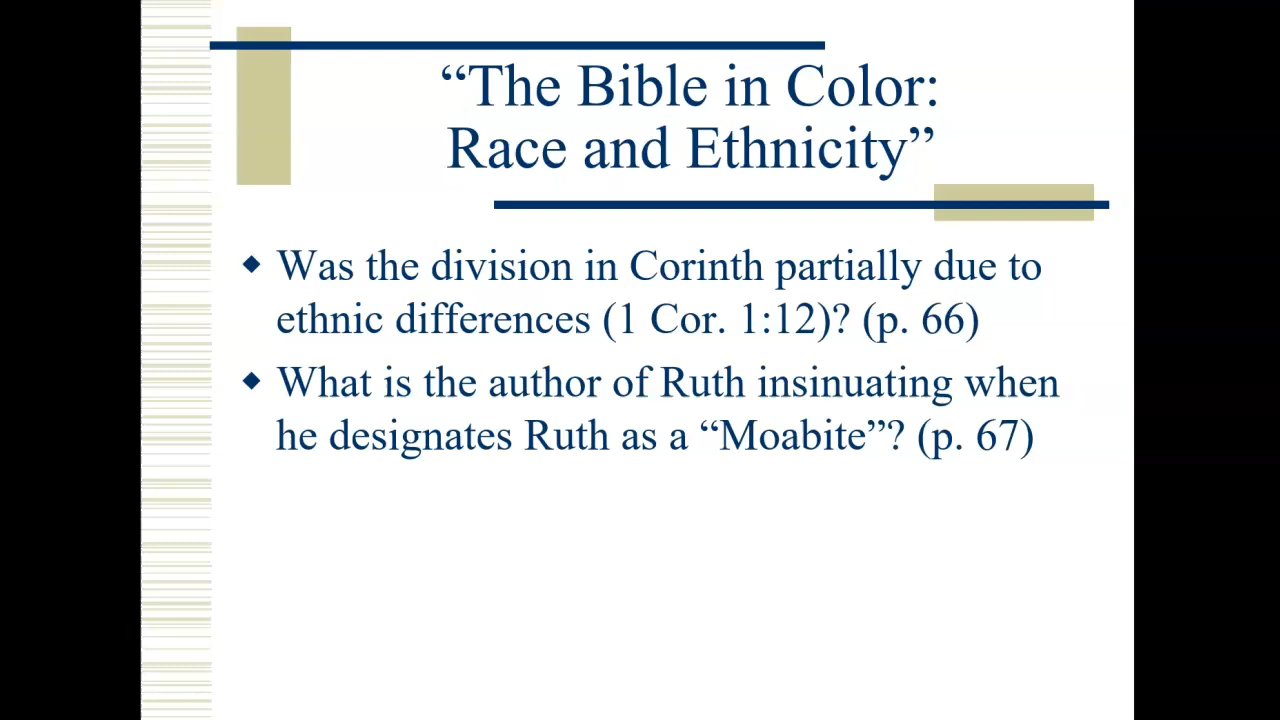 “The Bible in Color:
Race and Ethnicity”
Was the division in Corinth partially due to
ethnic differences (1 Cor. 1:12)? (p. 66)
What is the author of Ruth insinuating when
he designates Ruth as a “Moabite”? (p. 67)